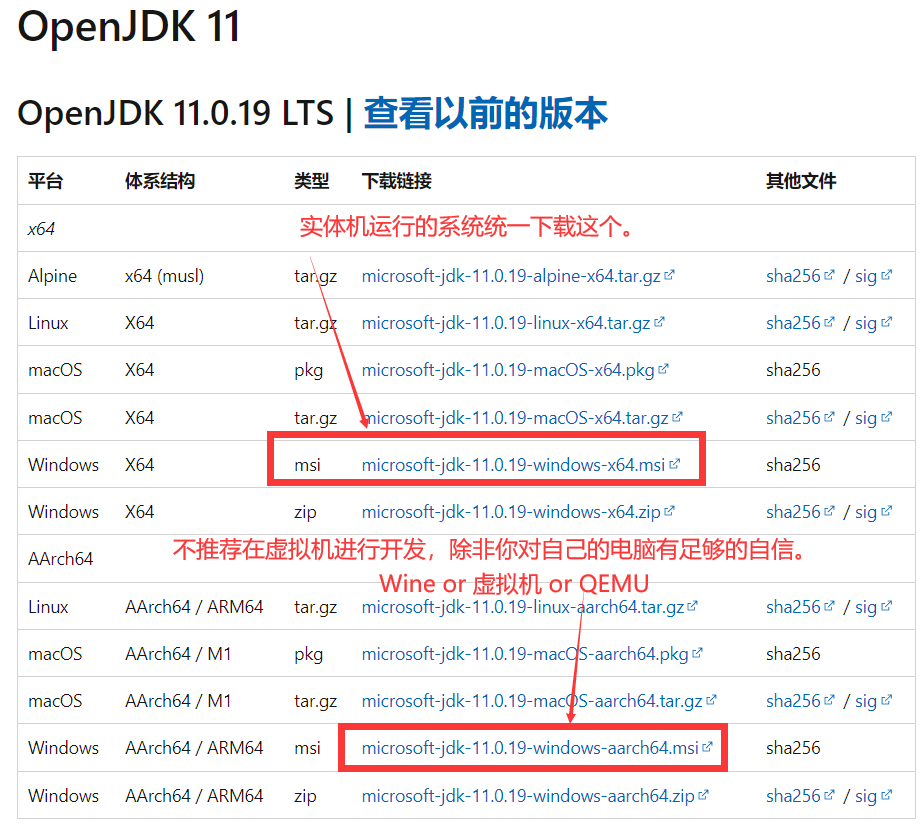 OpenJDK 11
OpenJDK 11.0.19 LTS | 查看以前的版本
平台 体系结构 类型 下载链接 其他文件
x64
实体机运行的系统统一下载这个。
Alpine x64 (musl) tar.gz microsoft-jdk-11.0.19-alpine-x64.tar.gz sha256 / sig
Linux X64 tar.gz microsoft-jdk-11.0.19-linux-x64.tar.gz sha256 / sig
macOS X64 pkg microsoft-jdk-11.0.19-macOS-x64.pkg sha256
macOS X64 tar.gz microsoft-jdk-11.0.19-macOS-x64.tar.gz sha256 / sig
Windows X64 msi microsoft-jdk-11.0.19-windows-x64.msi sha256
Windows X64 zip microsoft-jdk-11.0.19-windows-x64.zip sha256 / sig
不推荐在虚拟机进行开发，除非你对自己的电脑有足够的自信。
AArch64
Wine or 虚拟机 or QEMU
Linux AArch64 / ARM64 tar.gz microsoft-jdk-11.0.19-linux-aarch64.tar.gz sha256 / sig
macOS AArch64 / M1 pkg microsoft-jdk-11.0.19-macOS-aarch64.pkg sha256
macOS AArch64 / M1 tar.gz microsoft-jdk-11.0.19-macOS-aarch64.tar.gz sha256 / sig
Windows AArch64 / ARM64 msi microsoft-jdk-11.0.19-windows-aarch64.msi sha256
Windows AArch64 / ARM64 zip microsoft-jdk-11.0.19-windows-aarch64.zip sha256 / sig